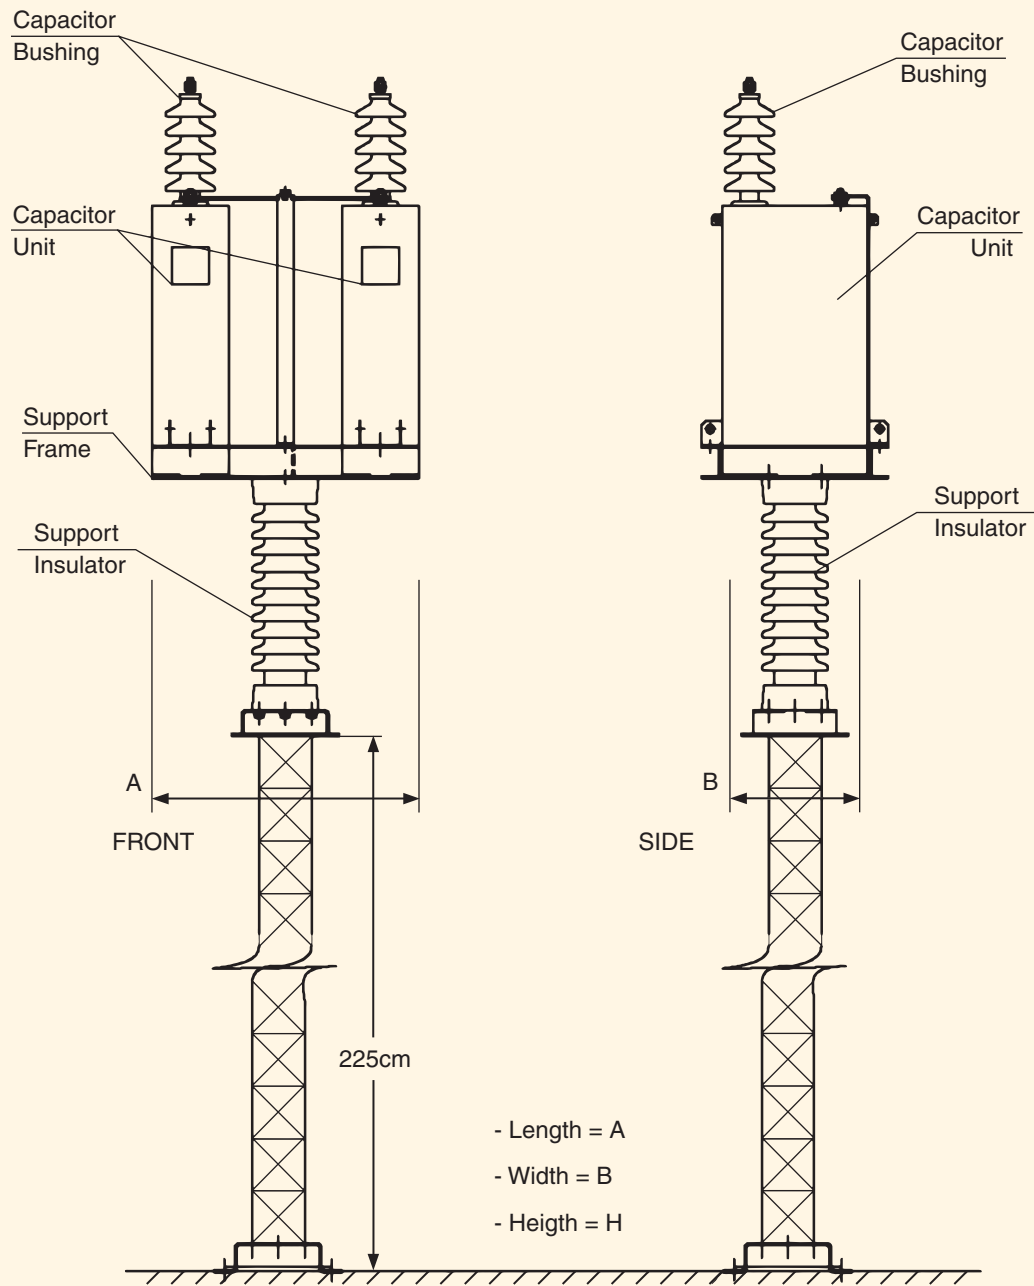 Capacitor
Bushing
Capacitor
Bushing
Capacitor
Unit
Capacitor
Unit
Support
Frame
Support
Insulator
Support
Insulator
A
B
FRONT
SIDE
225cm
- Length = A
- Width = B
- Heigth = H